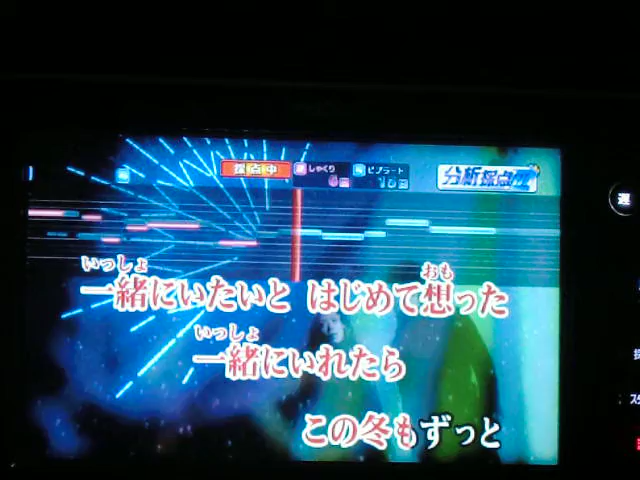 採点中
しゃくり
ビブラート
分析採点
いっしょ おも
一緒にいたいと はじめて想った
いっしょ
一緒にいれたら
この冬もずっと
遅